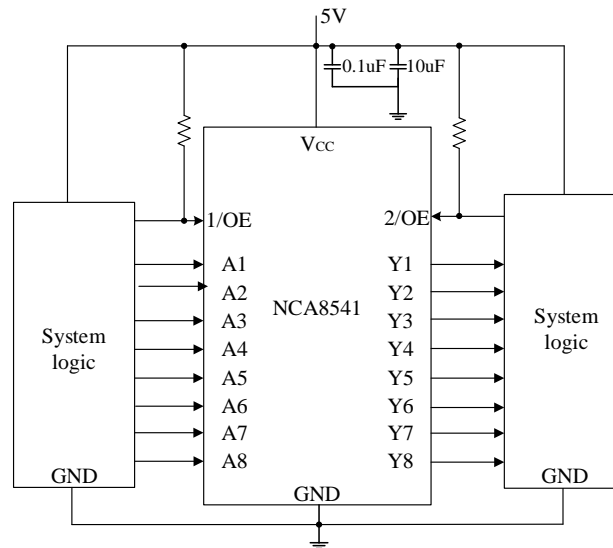 5V
0.1uF
10uF
VCC
1/OE
2/OE
A1
Y1
A2
Y2
A3
NCA8541
Y3
System
logic
System
logic
A4
Y4
A5
Y5
A6
Y6
A7
Y7
A8
Y8
GND
GND
GND